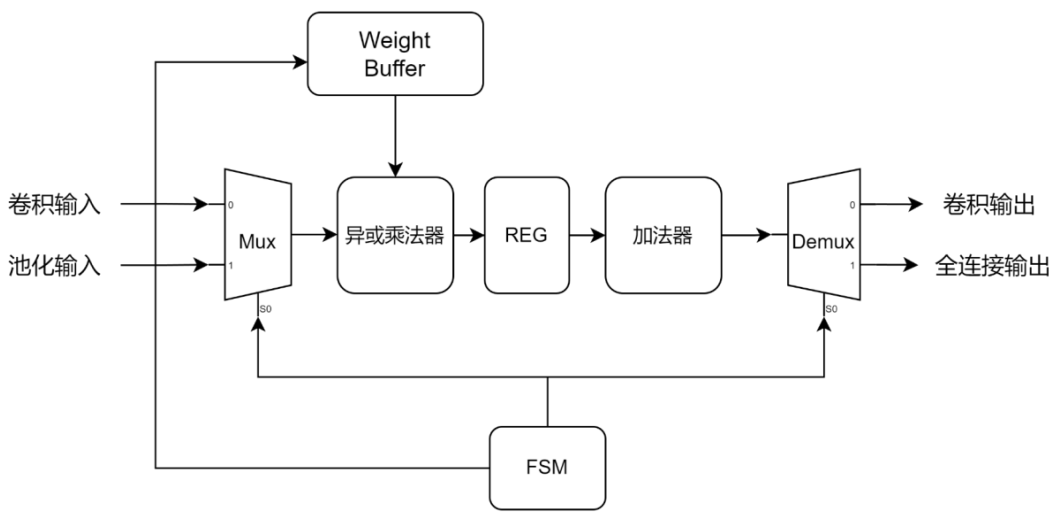 Weight
Buffer
卷积输入
0
卷积输出
0
Mux
异或乘法器
REG
加法器
Demux
池化输入
1
1
全连接输出
S0
S0
FSM